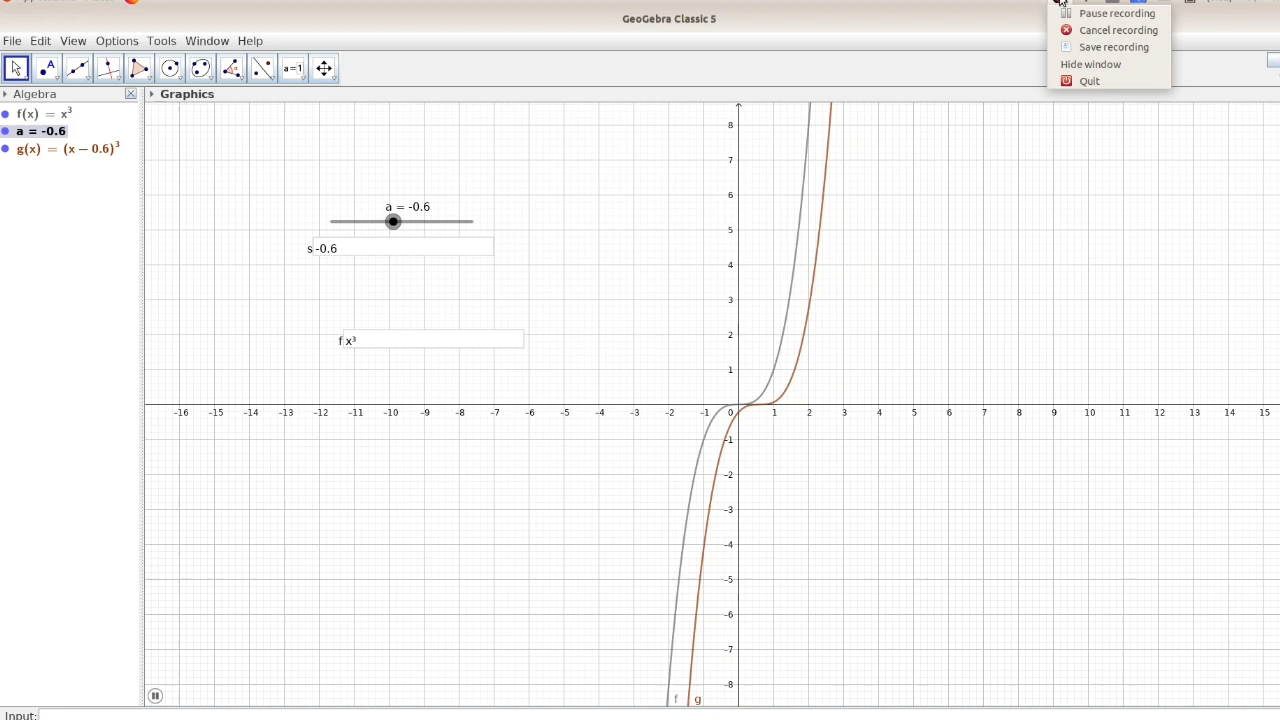 GeoGebra Classic 5
Pause recording
Cancel recording
Save recording
Hide window
Quit
File Edit View Options Tools Window Help
a=1
Algebra
Graphics
f(x) = x³
a = -0.6
g(x) = (x − 0.6)³
a = -0.6
s -0.6
f x³
8
7
6
5
4
3
2
1
-16 -15 -14 -13 -12 -11 -10 -9 -8 -7 -6 -5 -4 -3 -2 -1 0 1 2 3 4 5 6 7 8 9 10 11 12 13 14 15
-1
-2
-3
-4
-5
-6
-7
-8
f g
Input: